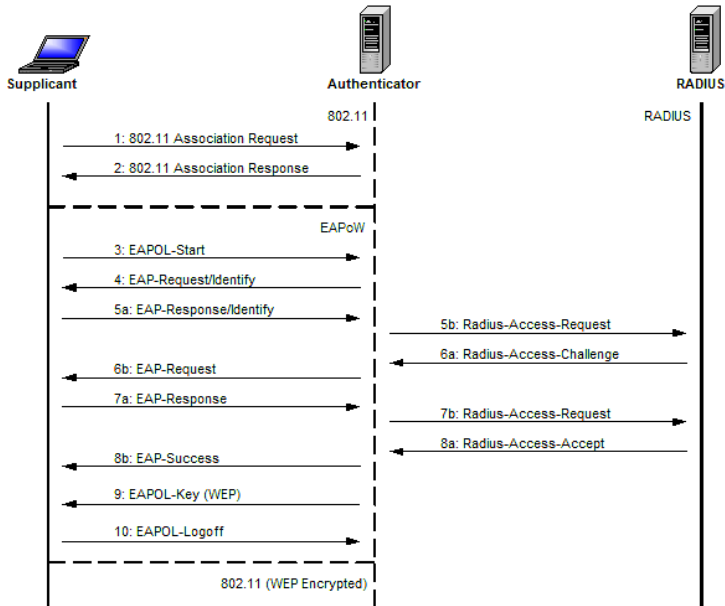 Supplicant
Authenticator
RADIUS
802.11
RADIUS
1: 802.11 Association Request
2: 802.11 Association Response
EAPoW
3: EAPOL-Start
4: EAP-Request/Identify
5a: EAP-Response/Identify
5b: Radius-Access-Request
6a: Radius-Access-Challenge
6b: EAP-Request
7a: EAP-Response
7b: Radius-Access-Request
8a: Radius-Access-Accept
8b: EAP-Success
9: EAPOL-Key (WEP)
10: EAPOL-Logoff
802.11 (WEP Encrypted)